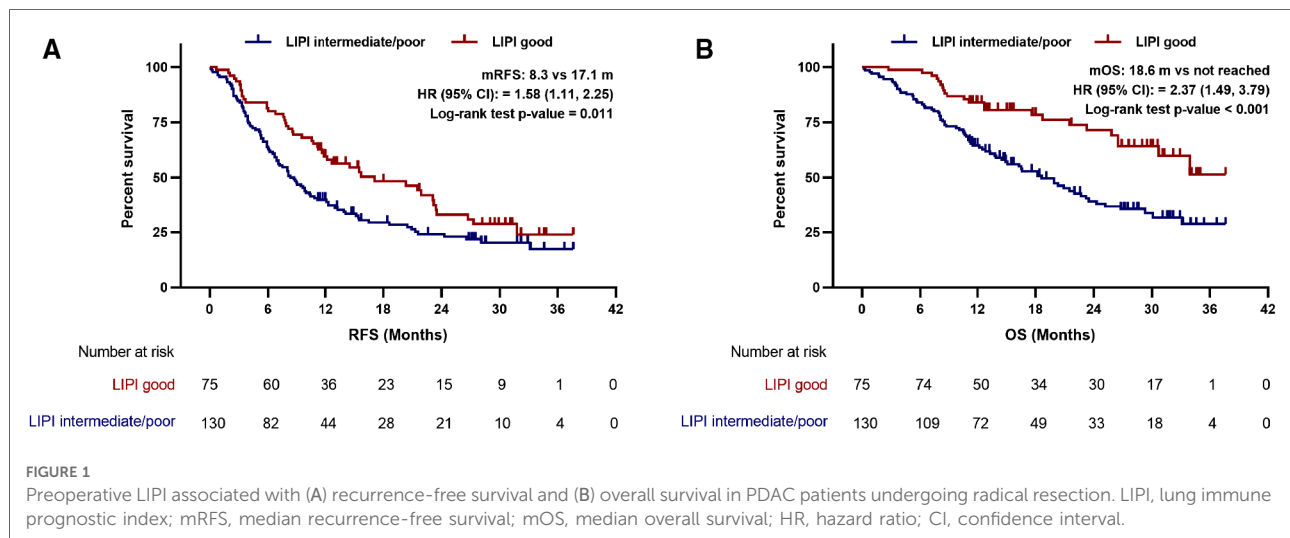 A
LIPI intermediate/poor LIPI good
mRFS: 8.3 vs 17.1 m
HR (95% CI): = 1.58 (1.11, 2.25)
Log-rank test p-value = 0.011
Percent survival
100
75
50
25
0
0 6 12 18 24 30 36 42
RFS (Months)
Number at risk
LIPI good 75 60 36 23 15 9 1 0
LIPI intermediate/poor 130 82 44 28 21 10 4 0
B
LIPI intermediate/poor LIPI good
mOS: 18.6 m vs not reached
HR (95% CI): = 2.37 (1.49, 3.79)
Log-rank test p-value < 0.001
Percent survival
100
75
50
25
0
0 6 12 18 24 30 36 42
OS (Months)
Number at risk
LIPI good 75 74 50 34 30 17 1 0
LIPI intermediate/poor 130 109 72 49 33 18 4 0
FIGURE 1
Preoperative LIPI associated with (A) recurrence-free survival and (B) overall survival in PDAC patients undergoing radical resection. LIPI, lung immune
prognostic index; mRFS, median recurrence-free survival; mOS, median overall survival; HR, hazard ratio; CI, confidence interval.